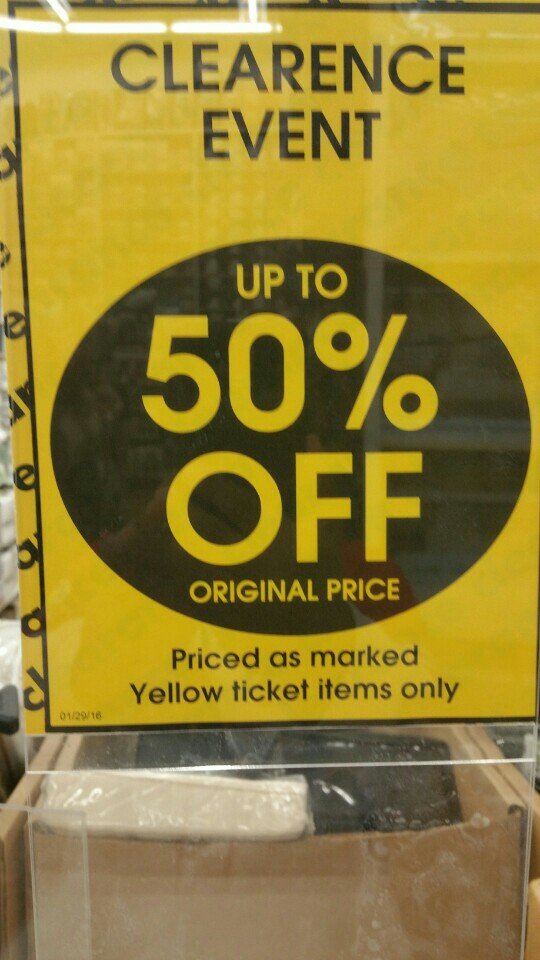 CLEARENCE
EVENT
UP TO
50%
OFF
ORIGINAL PRICE
Priced as marked
Yellow ticket items only
01/29/16